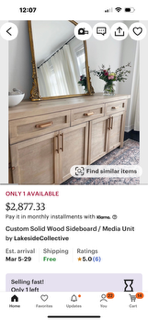 12:07
Find similar items
ONLY 1 AVAILABLE
$2,877.33
Pay it in monthly installments with Klarna.
Custom Solid Wood Sideboard / Media Unit
by LakesideCollective
Est. arrival Shipping Ratings
Mar 5-29 Free ★5.0 (6)
Selling fast!
Only 1 left
Home Favorites Updates You Cart